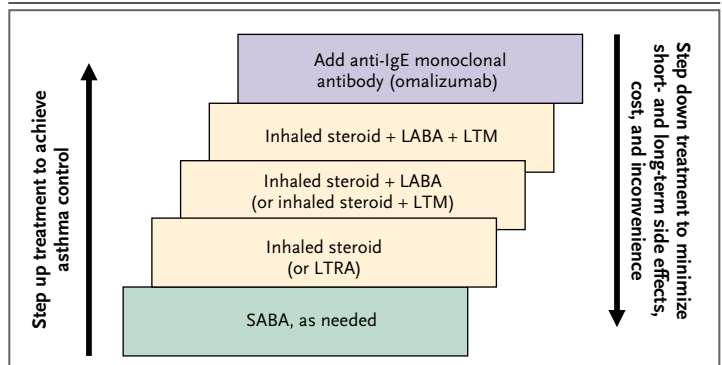 Step up treatment to achieve
asthma control
Add anti-IgE monoclonal
antibody (omalizumab)
Inhaled steroid + LABA + LTM
Inhaled steroid + LABA
(or inhaled steroid + LTM)
Inhaled steroid
(or LTRA)
SABA, as needed
Step down treatment to minimize
short- and long-term side effects,
cost, and inconvenience